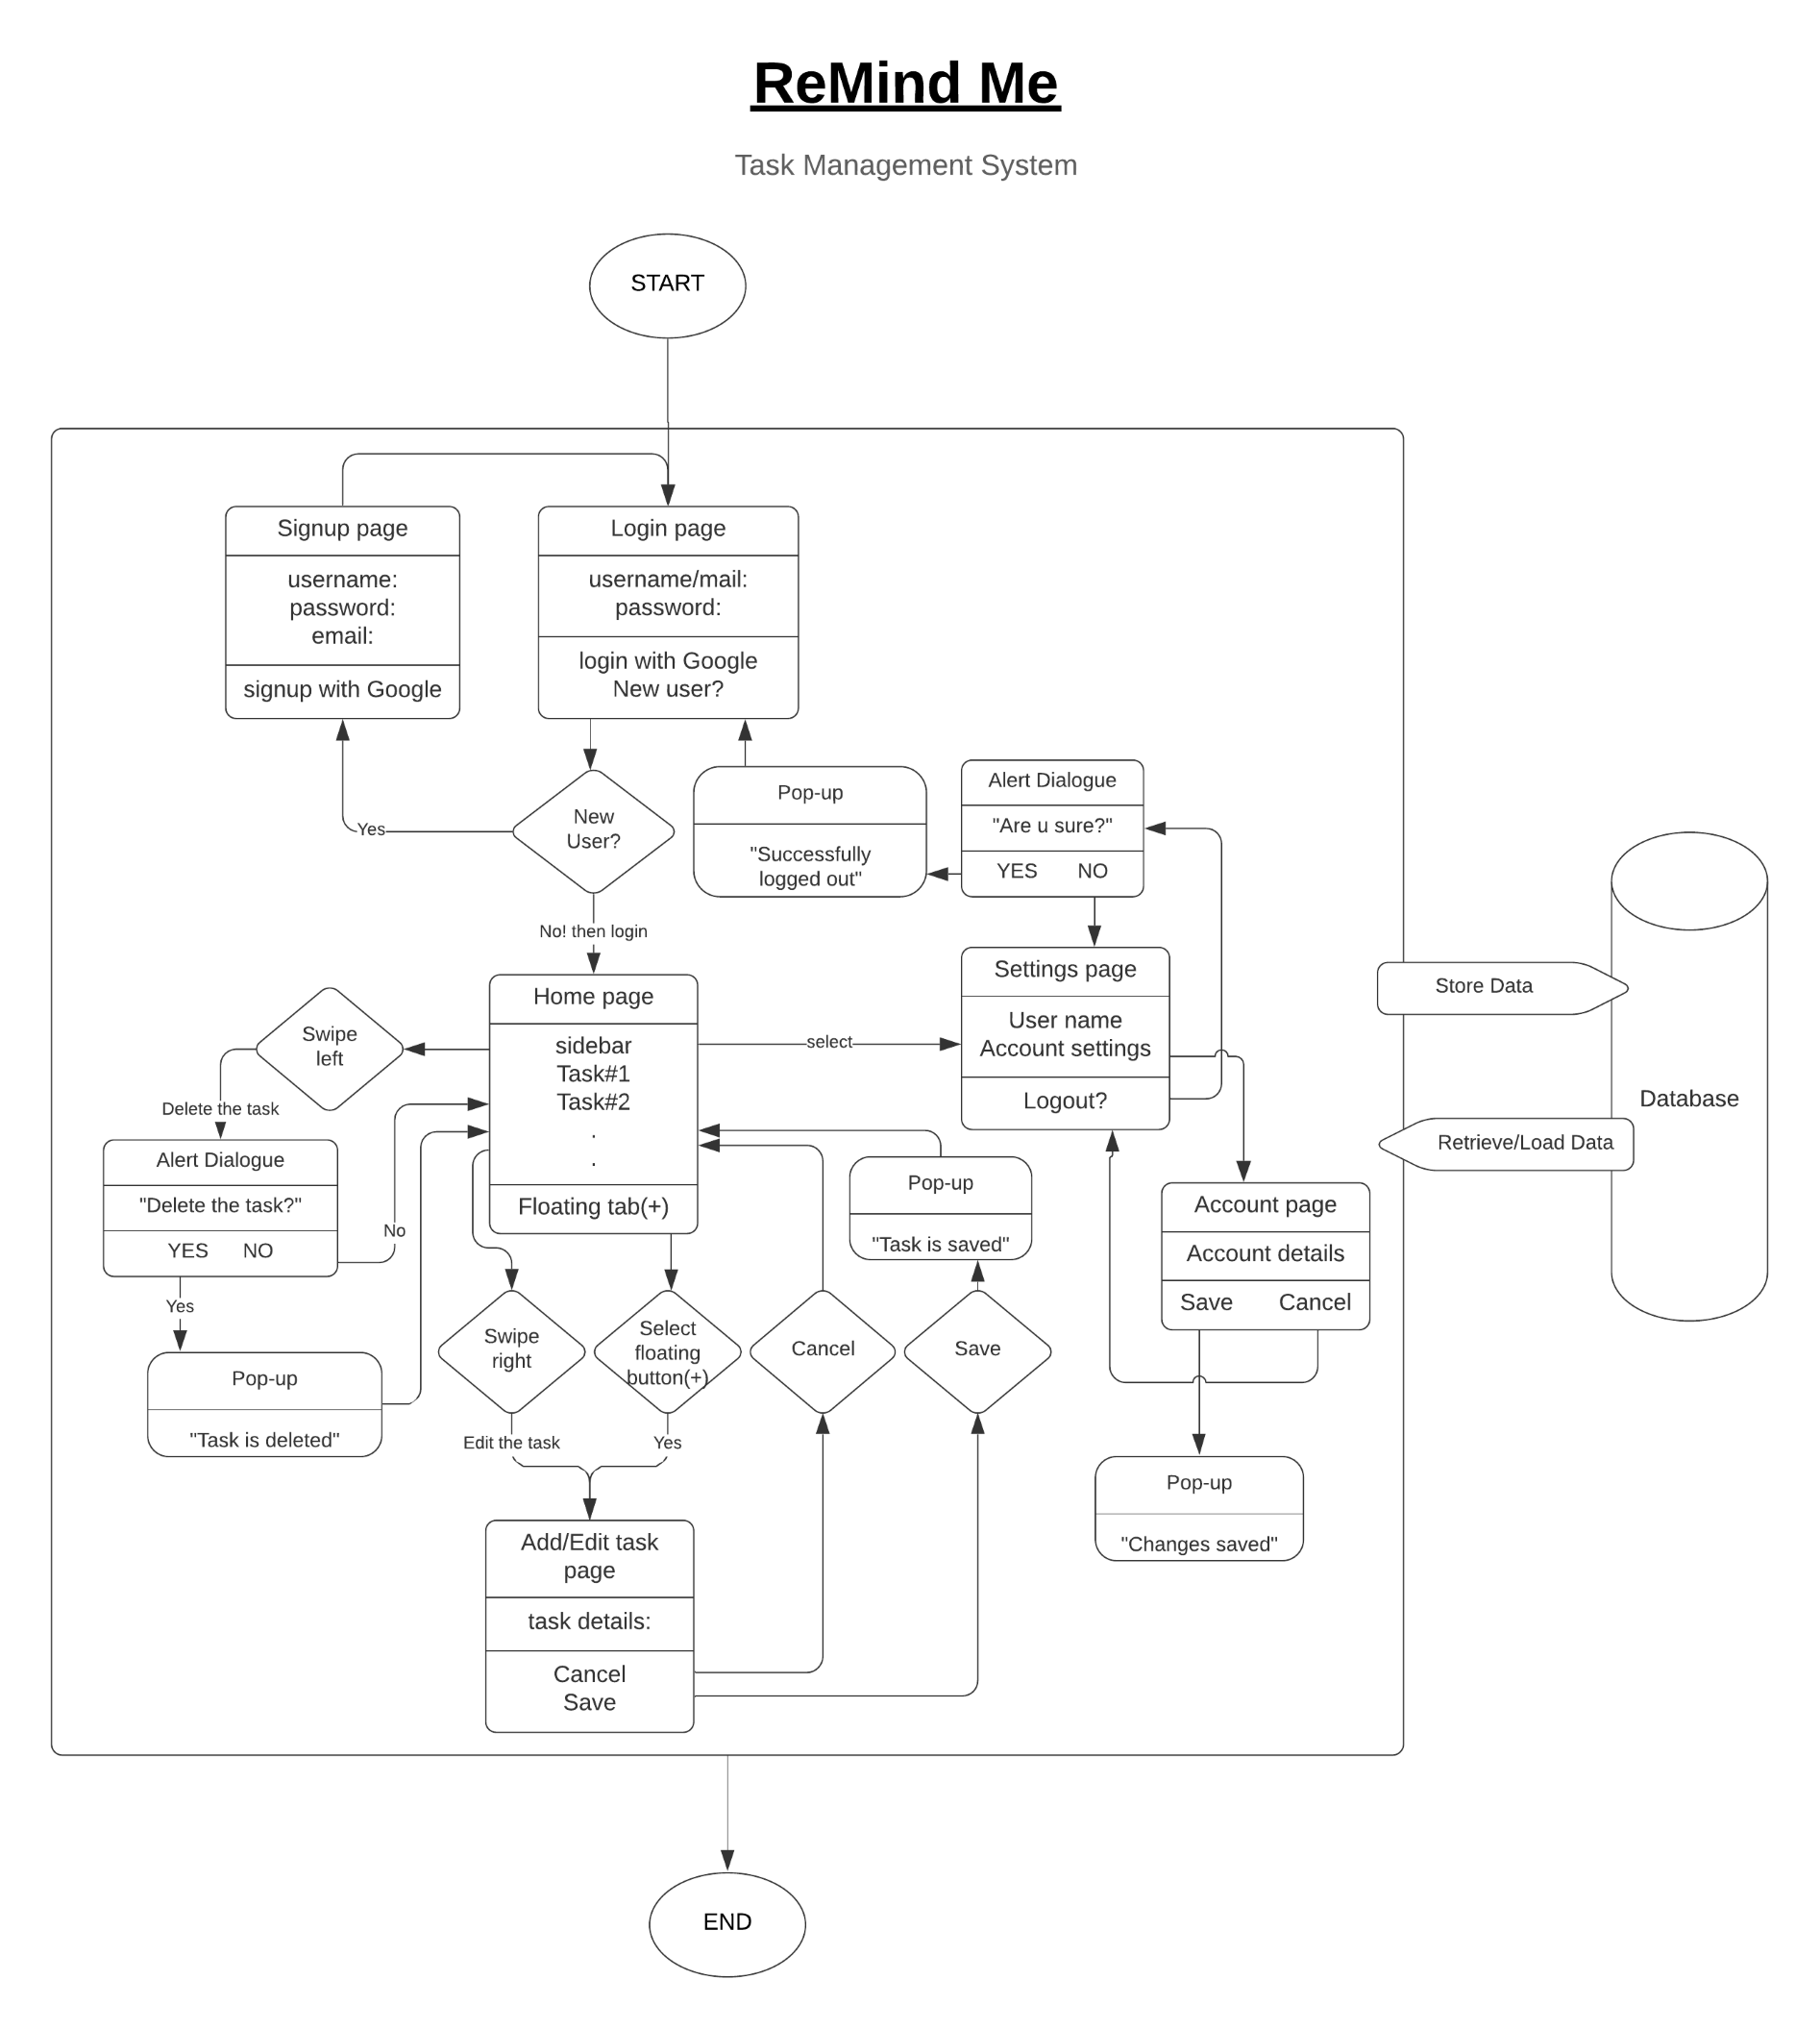 ReMind Me
Task Management System
START
Signup page
username:
password:
email:
signup with Google
Login page
username/mail:
password:
login with Google
New user?
New
User?
Yes
No! then login
Pop-up
"Successfully
logged out"
Alert Dialogue
"Are u sure?"
YES NO
Settings page
User name
Account settings
Logout?
Home page
sidebar
Task#1
Task#2
.
.
Floating tab(+)
select
Swipe
left
Delete the task
Alert Dialogue
"Delete the task?"
YES NO
No
Yes
Pop-up
"Task is deleted"
Swipe
right
Edit the task
Select
floating
button(+)
Yes
Cancel
Save
Pop-up
"Task is saved"
Account page
Account details
Save Cancel
Pop-up
"Changes saved"
Add/Edit task
page
task details:
Cancel
Save
Store Data
Database
Retrieve/Load Data
END